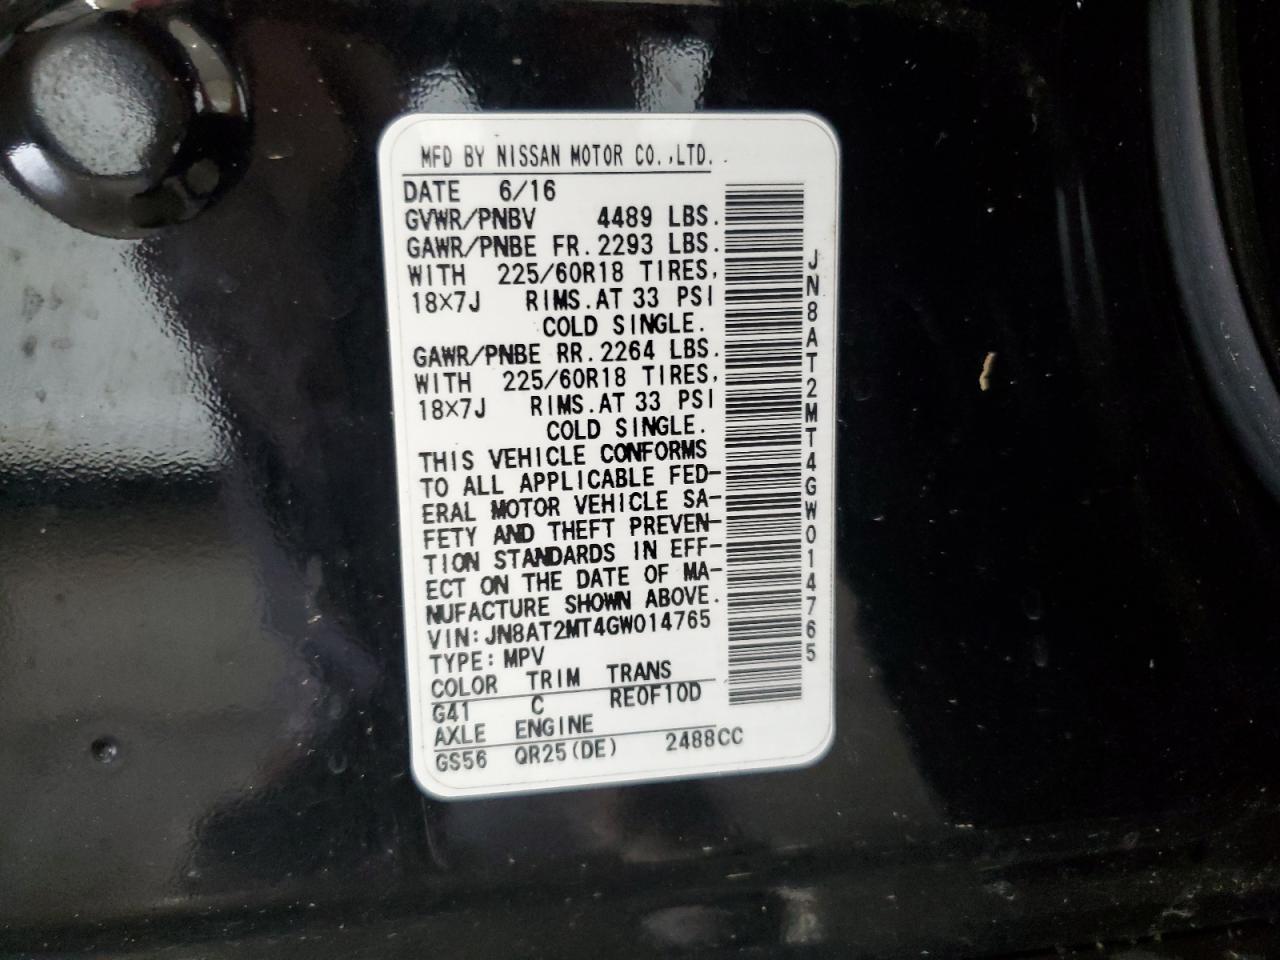 MFD BY NISSAN MOTOR CO.,LTD.
DATE 6/16
GVWR/PNBV 4489 LBS.
GAWR/PNBE FR. 2293 LBS.
WITH 225/60R18 TIRES,
18×7J RIMS. AT 33 PSI
COLD SINGLE.
GAWR/PNBE RR. 2264 LBS.
WITH 225/60R18 TIRES,
18×7J RIMS. AT 33 PSI
COLD SINGLE.
THIS VEHICLE CONFORMS
TO ALL APPLICABLE FED-
ERAL MOTOR VEHICLE SA-
FETY AND THEFT PREVEN-
TION STANDARDS IN EFF-
ECT ON THE DATE OF MA-
NUFACTURE SHOWN ABOVE.
VIN: JN8AT2MT4GW014765
TYPE: MPV
COLOR TRIM TRANS
G41 C RE0F10D
AXLE ENGINE
GS56 QR25(DE) 2488CC
JN8AT2MT4GW014765